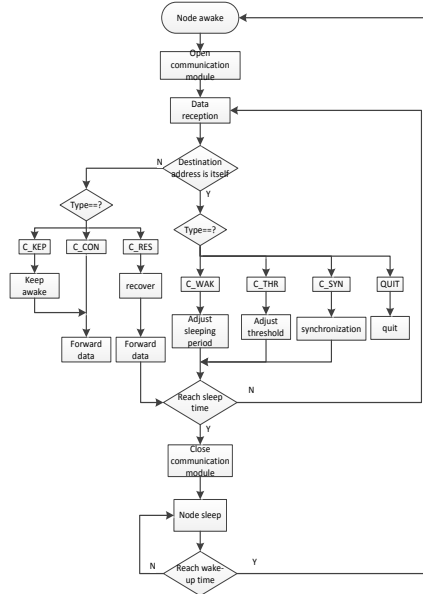 Node awake
Open
communication
module
Data
reception
N
Destination
address is itself
Y
Type==?
Type==?
C_KEP
C_CON
C_RES
C_WAK
C_THR
C_SYN
QUIT
Keep
awake
recover
Adjust
sleeping
period
Adjust
threshold
synchronization
quit
Forward
data
Forward
data
Reach sleep
time
N
Y
Close
communication
module
Node sleep
N
Reach wake-
up time
Y